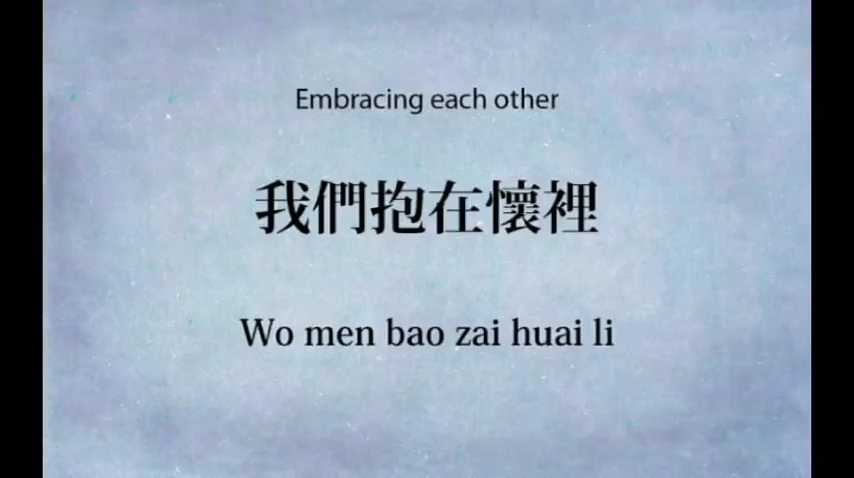 Embracing each other
我們抱在懷裡
Wo men bao zai huai li